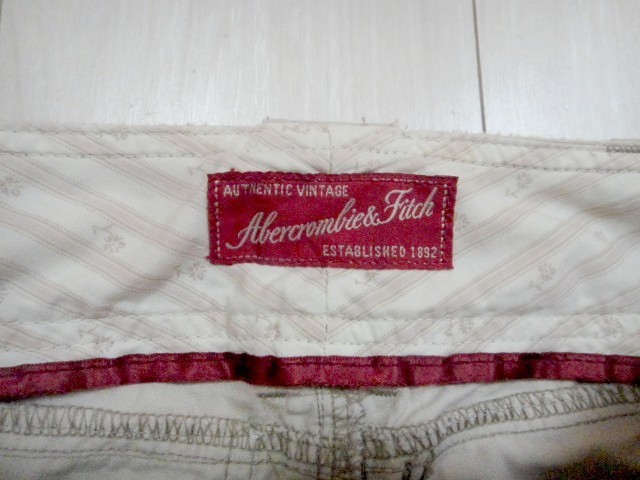 AUTHENTIC VINTAGE
Abercrombie & Fitch
ESTABLISHED 1892